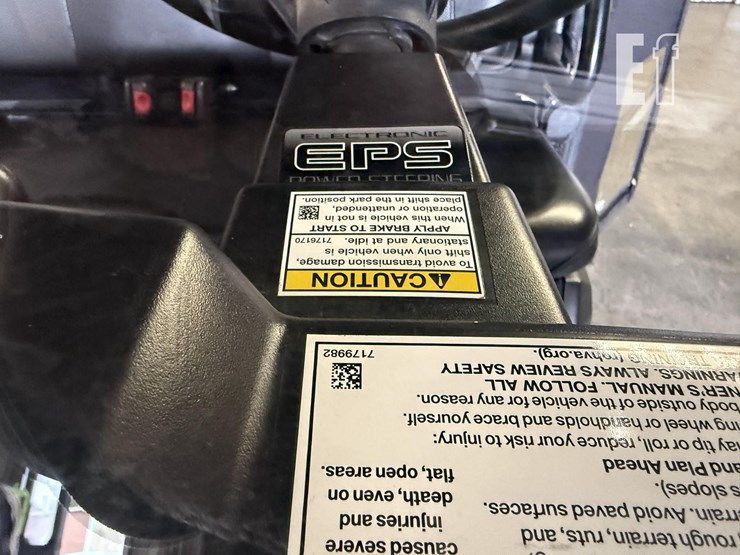 Ef
ELECTRONIC
EPS
POWER STEERING
CAUTION
To avoid transmission damage,
shift only when vehicle is
stationary and at idle. 7176170
APPLY BRAKE TO START
When this vehicle is not in
operation or unattended,
place shift in the park position.
caused severe
injuries and
death, even on
flat, open areas.
rough terrain, ruts, and
terrain. Avoid paved surfaces.
slopes).
and Plan Ahead
may tip or roll, reduce your risk to injury:
wheel or handholds and brace yourself.
body outside of the vehicle for any reason.
MANUAL. FOLLOW ALL
WARNINGS. ALWAYS REVIEW SAFETY
(rohva.org).
7179982